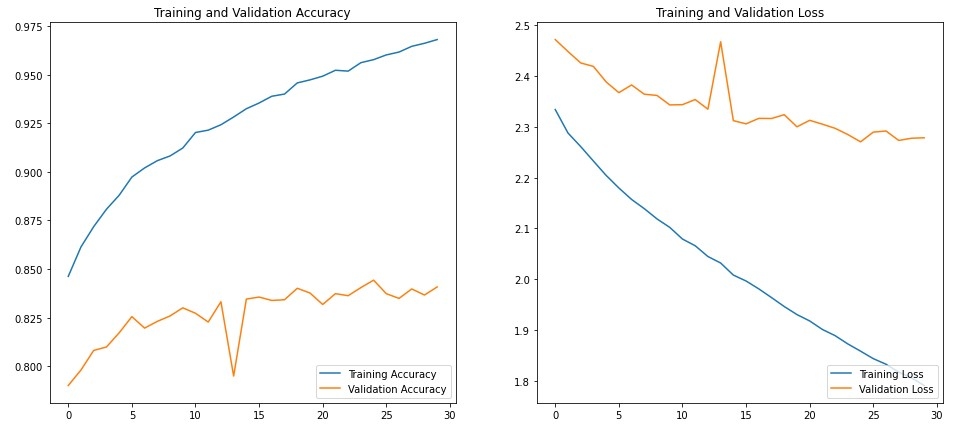 Training and Validation Accuracy
0.975
0.950
0.925
0.900
0.875
0.850
0.825
0.800
0 5 10 15 20 25 30
Training Accuracy
Validation Accuracy
Training and Validation Loss
2.5
2.4
2.3
2.2
2.1
2.0
1.9
1.8
0 5 10 15 20 25 30
Training Loss
Validation Loss